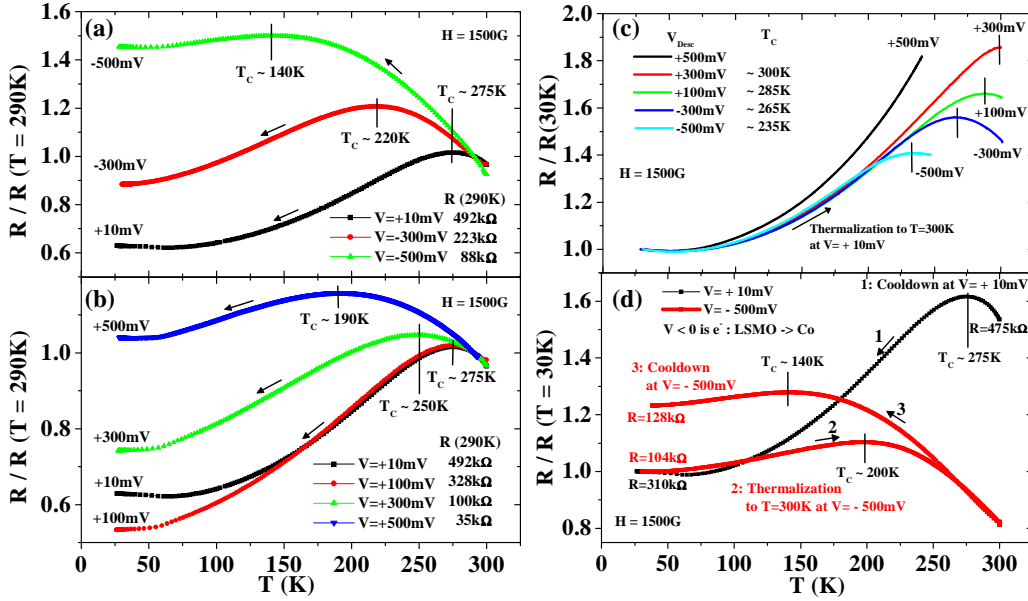 (a)
H = 1500G
-500mV
T_C ~ 140K
T_C ~ 275K
T_C ~ 220K
-300mV
+10mV
R (290K)
V=+10mV 492kΩ
V=-300mV 223kΩ
V=-500mV 88kΩ
1.6
1.4
1.2
1.0
0.8
0.6
R / R (T = 290K)
(b)
H = 1500G
+500mV
T_C ~ 190K
T_C ~ 275K
T_C ~ 250K
+300mV
+10mV
+100mV
R (290K)
V=+10mV 492kΩ
V=+100mV 328kΩ
V=+300mV 100kΩ
V=+500mV 35kΩ
1.0
0.8
0.6
R / R (T = 290K)
0 50 100 150 200 250 300
T (K)
(c)
V_Desc T_C
+500mV
+300mV ~ 300K
+100mV ~ 285K
-300mV ~ 265K
-500mV ~ 235K
+500mV
+300mV
+100mV
-300mV
-500mV
H = 1500G
Thermalization to T=300K
at V= + 10mV
2.0
1.8
1.6
1.4
1.2
1.0
R / R(30K)
(d)
V= + 10mV
V= - 500mV
V < 0 is e⁻ : LSMO -> Co
1: Cooldown at V= + 10mV
R=475kΩ
T_C ~ 275K
1
T_C ~ 140K
3: Cooldown
at V= - 500mV
R=128kΩ
2
3
R=104kΩ
R=310kΩ
T_C ~ 200K
2: Thermalization
to T=300K at V= - 500mV
H = 1500G
1.6
1.4
1.2
1.0
0.8
R / R (T = 30K)
0 50 100 150 200 250 300
T (K)